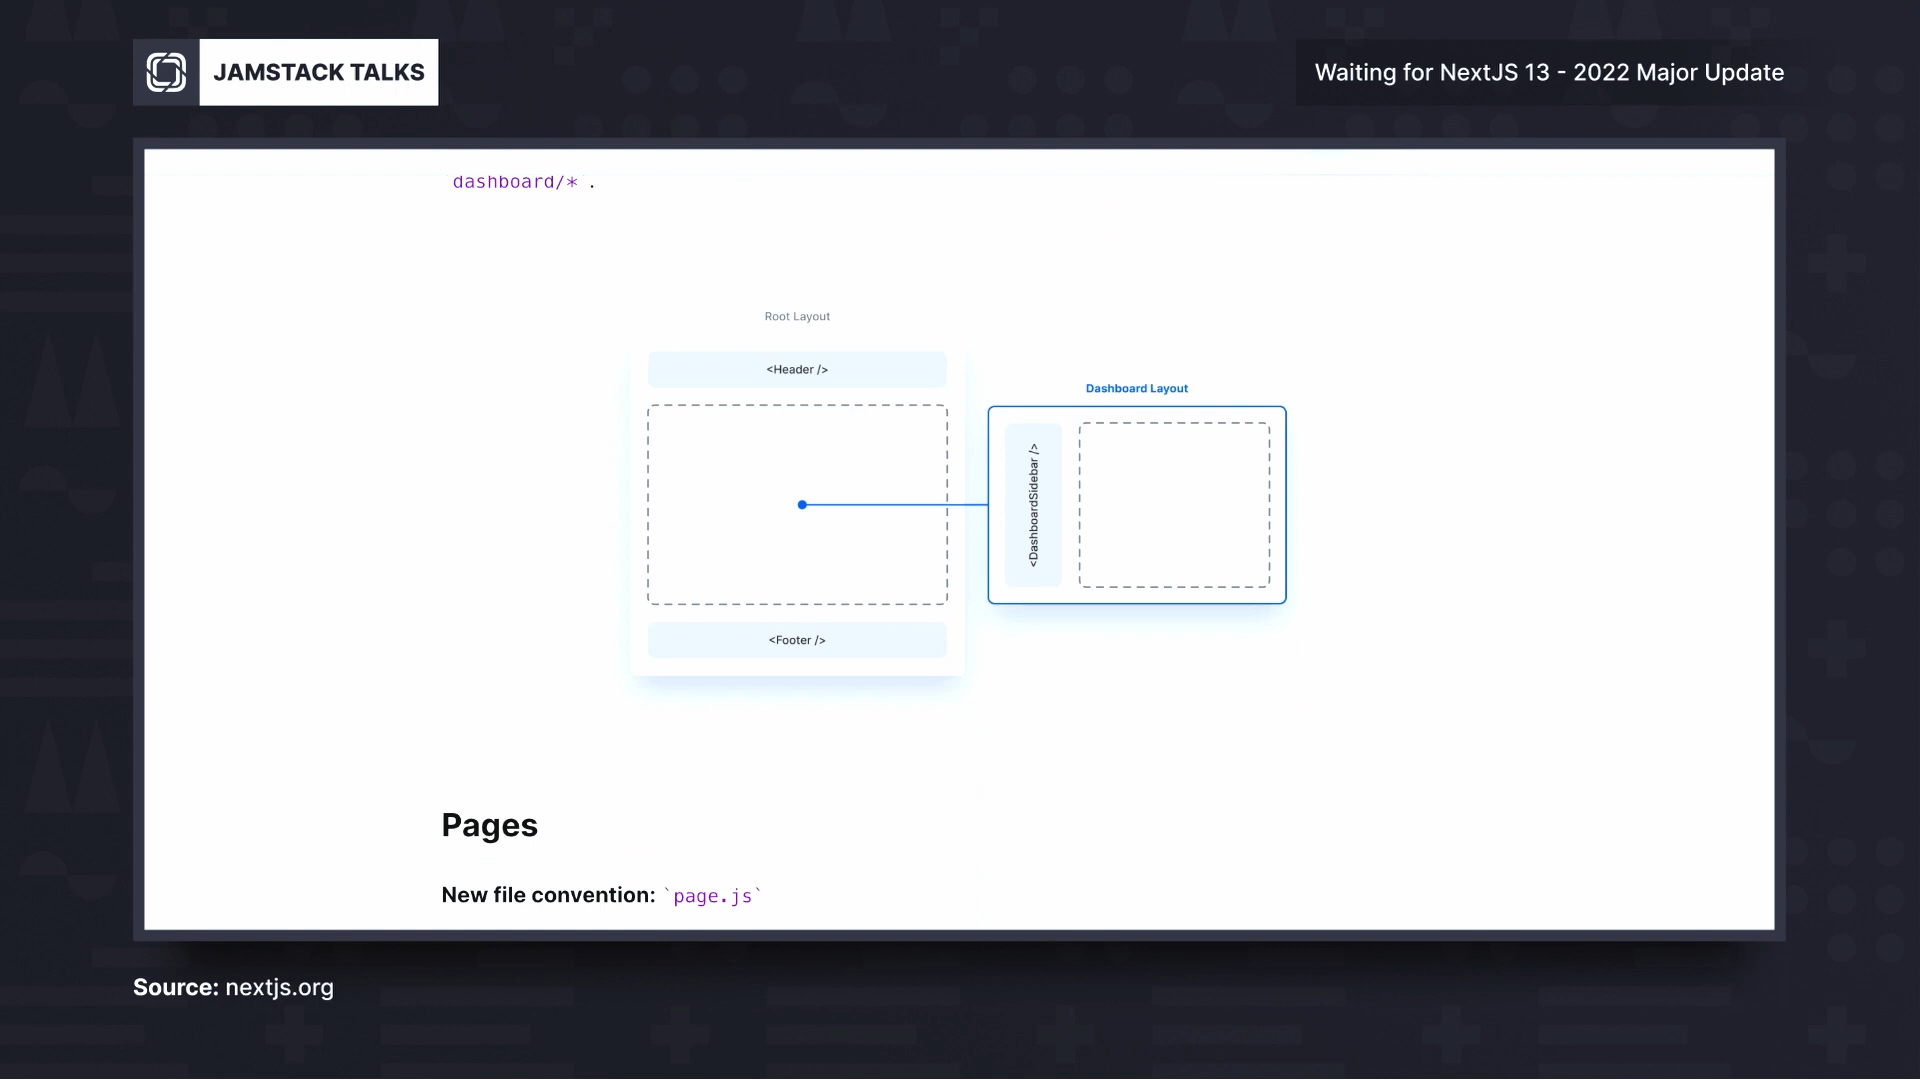 JAMSTACK TALKS
Waiting for NextJS 13 - 2022 Major Update
dashboard/* .
Root Layout
<Header />
Dashboard Layout
<DashboardSidebar />
<Footer />
Pages
New file convention: `page.js`
Source: nextjs.org